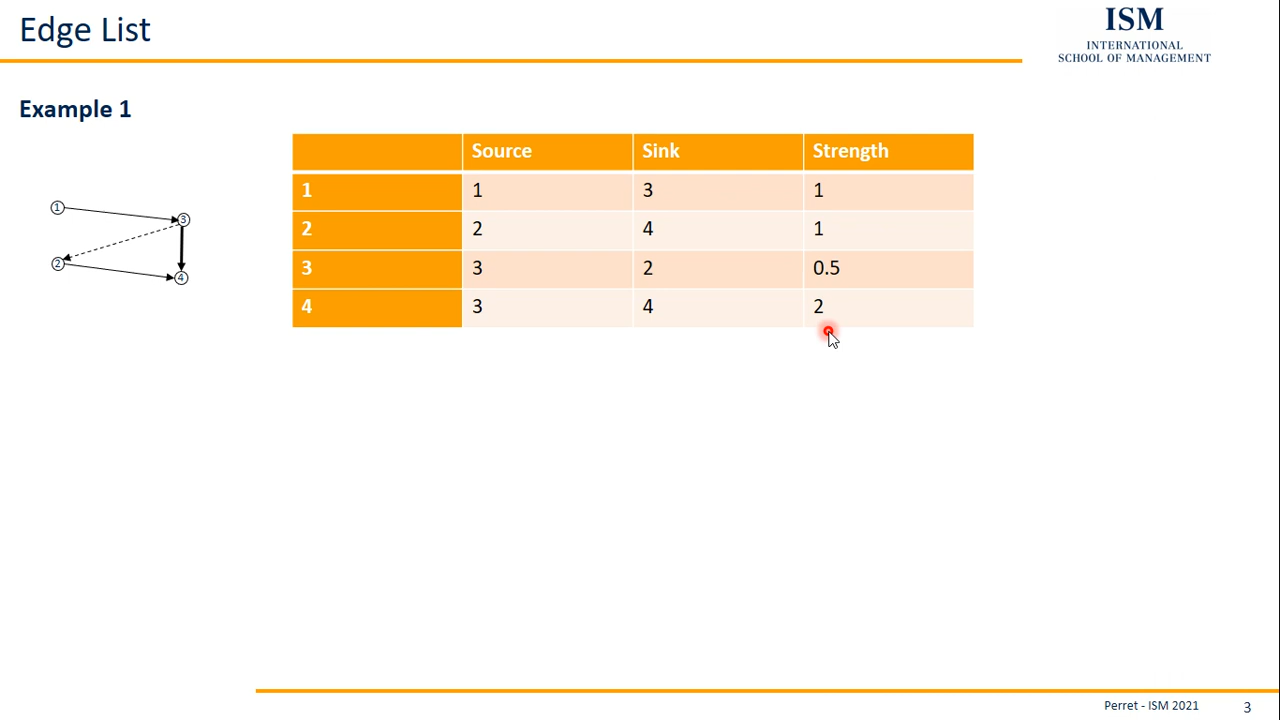 Edge List
ISM
INTERNATIONAL
SCHOOL OF MANAGEMENT
Example 1
Source Sink Strength
1 1 3 1
2 2 4 1
3 3 2 0.5
4 3 4 2
1
3
2
4
Perret - ISM 2021 3